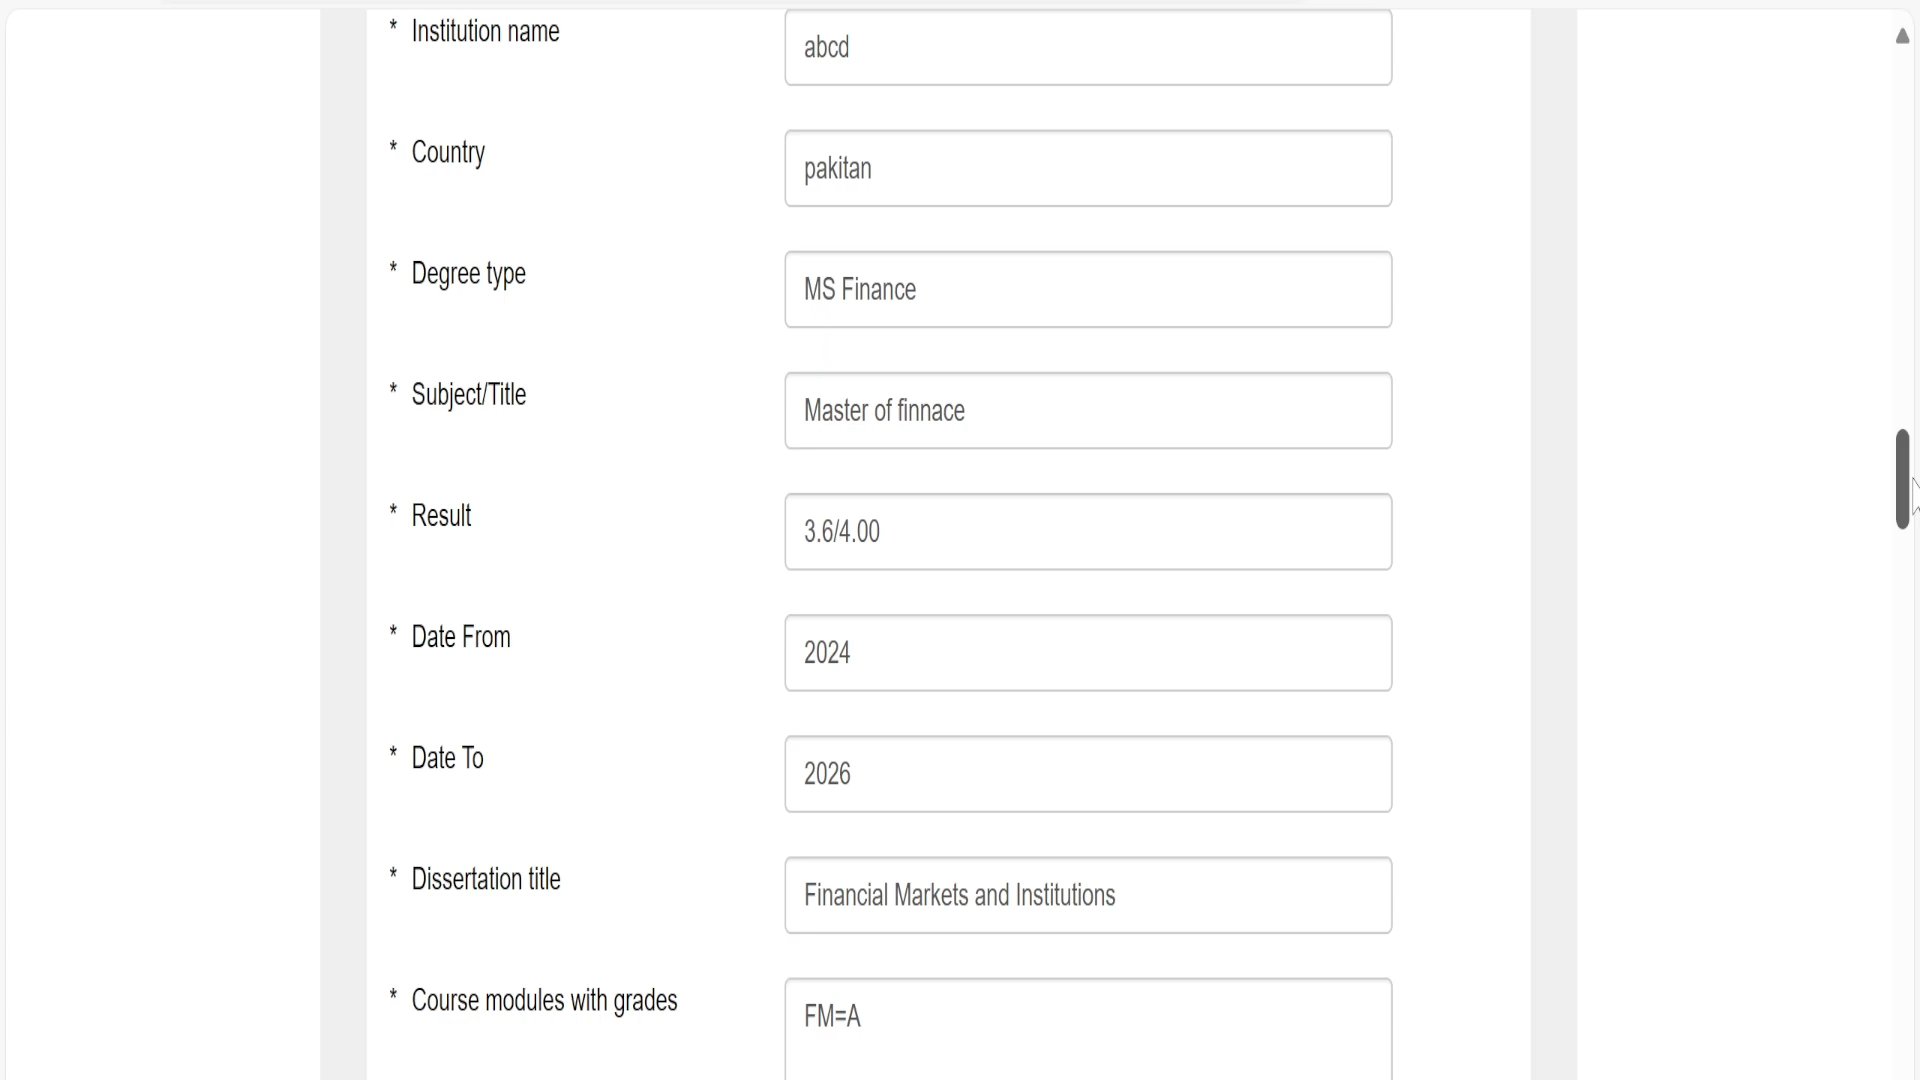 * Institution name
abcd
* Country
pakitan
* Degree type
MS Finance
* Subject/Title
Master of finnace
* Result
3.6/4.00
* Date From
2024
* Date To
2026
* Dissertation title
Financial Markets and Institutions
* Course modules with grades
FM=A